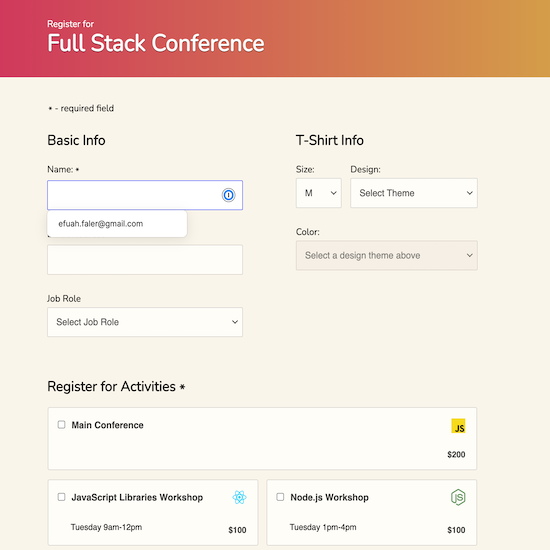 Register for
Full Stack Conference
* - required field
Basic Info
Name: *
efuah.faler@gmail.com
Job Role
Select Job Role
T-Shirt Info
Size:
Design:
M
Select Theme
Color:
Select a design theme above
Register for Activities *
Main Conference
JS
$200
JavaScript Libraries Workshop
Tuesday 9am-12pm
$100
Node.js Workshop
JS
Tuesday 1pm-4pm
$100